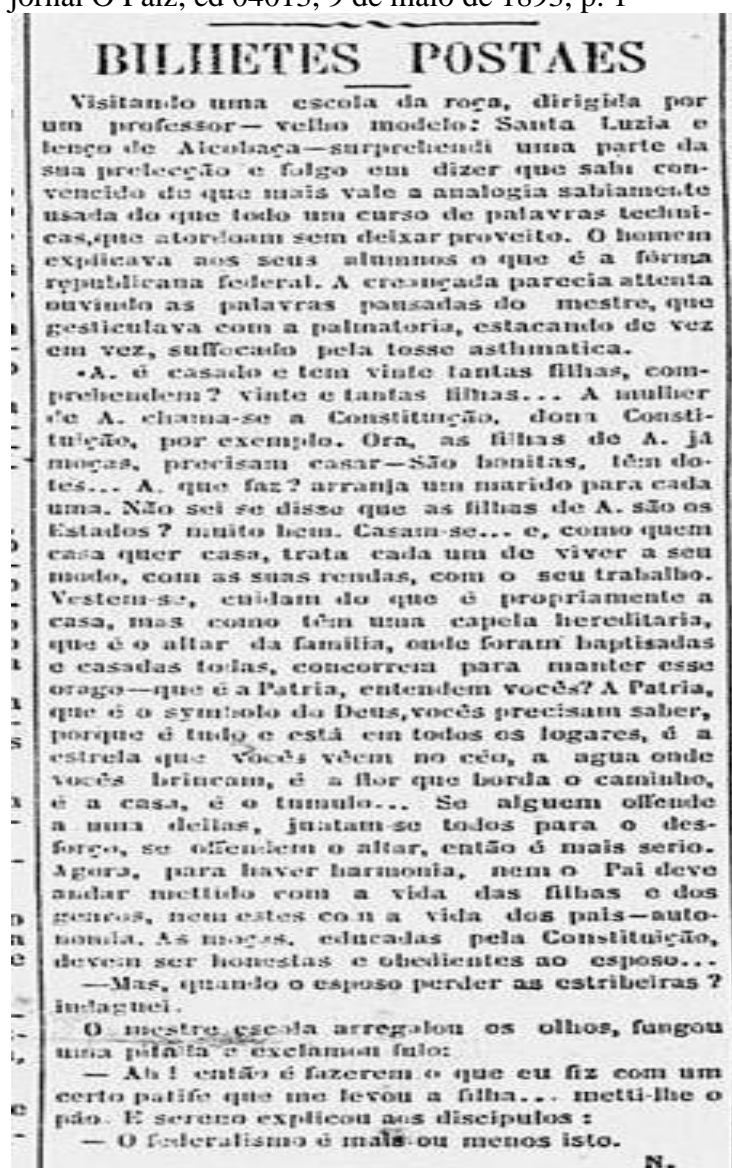 jornal O Paiz, ed 04013, 9 de maio de 1893, p. 1
BILHETES POSTAES
Visitando uma escola da roça, dirigida por
um professor—velho modelo: Santa Luzia e
lenço de Alcobaça—surprehendi uma parte da
sua prelecção e folgo em dizer que sahi con-
vencido de que mais vale a analogia sabiamente
usada do que todo um curso de palavras techni-
cas,que atordoam sem deixar proveito. O homem
explicava aos seus alumnos o que é a fórma
republicana federal. A creançada parecia attenta
ouvindo as palavras pausadas do mestre, que
gesticulava com a palmatoria, estacando de vez
em vez, suffocado pela tosse asthmatica.
•A. é casado e tem vinte tantas filhas, com-
prehendem? vinte e tantas filhas... A mulher
de A. chama-se a Constituição, dona Consti-
tuição, por exemplo. Ora, as filhas de A. já
moças, precisam casar—São bonitas, têm do-
tes... A. que faz? arranja um marido para cada
uma. Não sei se disse que as filhas de A. são os
Estados? muito bem. Casam-se... e, como quem
casa quer casa, trata cada um de viver a seu
modo, com as suas rendas, com o seu trabalho.
Vestem-se, cuidam do que é propriamente a
casa, mas como têm uma capela hereditaria,
que é o altar da familia, onde foram baptisadas
e casadas todas, concorrem para manter esse
orago—que é a Patria, entendem vocês? A Patria,
que é o symbolo do Deus,vocês precisam saber,
porque é tudo e está em todos os logares, é a
estrela que vocês vêem no céo, a agua onde
vocês brincam, é a flor que borda o caminho,
é a casa, é o tumulo... Se alguem offende
a uma dellas, juntam-se todos para o des-
forço, se offendem o altar, então é mais serio.
Agora, para haver harmonia, nem o Pai deve
andar mettido com a vida das filhas e dos
genros, nem estes com a vida dos pais—auto-
nomia. As moças, educadas pela Constituição,
devem ser honestas e obedientes ao esposo...
—Mas, quando o esposo perder as estribeiras?
indaguei.
O mestre escola arregalou os olhos, fungou
uma pitada e exclamou fulo:
— Ah! então é fazerem o que eu fiz com um
certo patife que me levou a filha... metti-lhe o
páo. E sereno explicou aos discipulos :
— O federalismo é mais ou menos isto.
N.